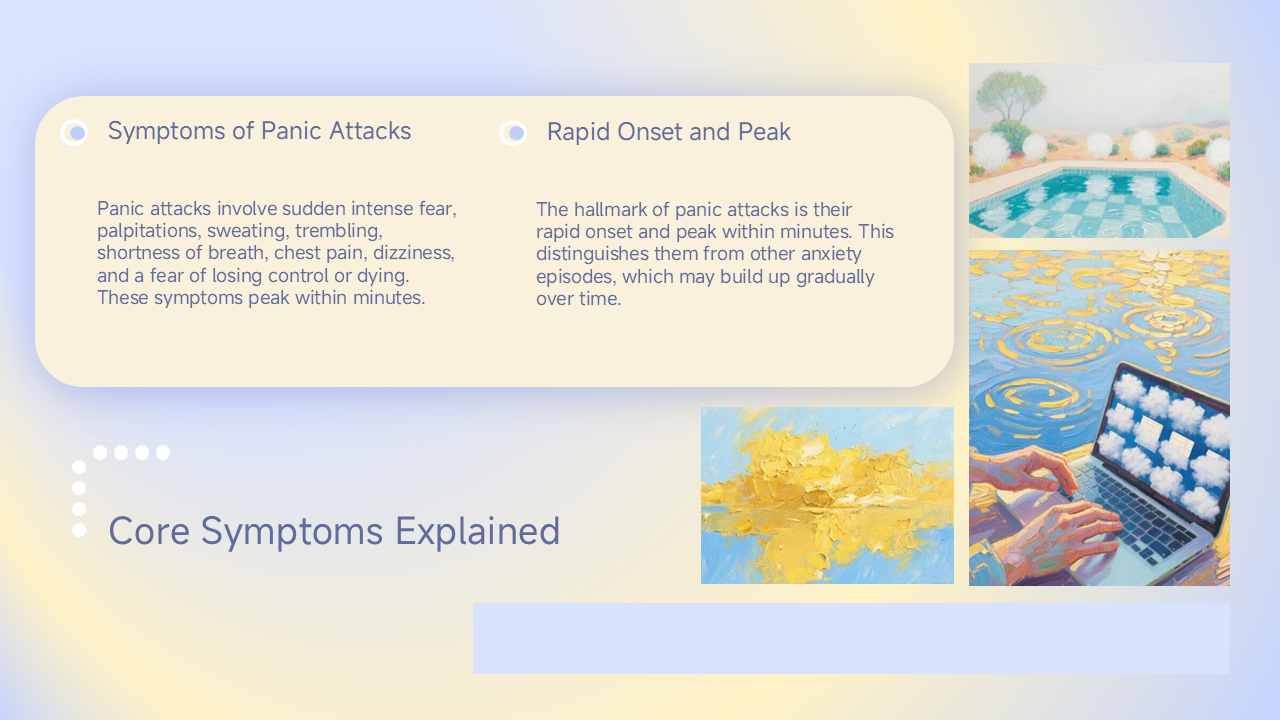 Symptoms of Panic Attacks
Panic attacks involve sudden intense fear,
palpitations, sweating, trembling,
shortness of breath, chest pain, dizziness,
and a fear of losing control or dying.
These symptoms peak within minutes.
Rapid Onset and Peak
The hallmark of panic attacks is their
rapid onset and peak within minutes. This
distinguishes them from other anxiety
episodes, which may build up gradually
over time.
Core Symptoms Explained